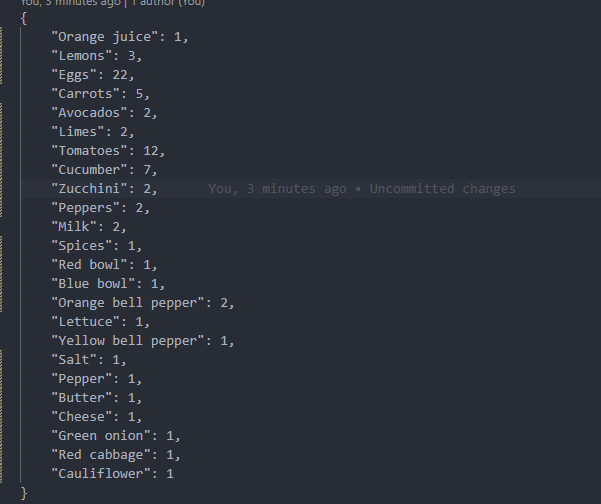 You, 3 minutes ago | 1 author (You)
{
"Orange juice": 1,
"Lemons": 3,
"Eggs": 22,
"Carrots": 5,
"Avocados": 2,
"Limes": 2,
"Tomatoes": 12,
"Cucumber": 7,
"Zucchini": 2, You, 3 minutes ago • Uncommitted changes
"Peppers": 2,
"Milk": 2,
"Spices": 1,
"Red bowl": 1,
"Blue bowl": 1,
"Orange bell pepper": 2,
"Lettuce": 1,
"Yellow bell pepper": 1,
"Salt": 1,
"Pepper": 1,
"Butter": 1,
"Cheese": 1,
"Green onion": 1,
"Red cabbage": 1,
"Cauliflower": 1
}